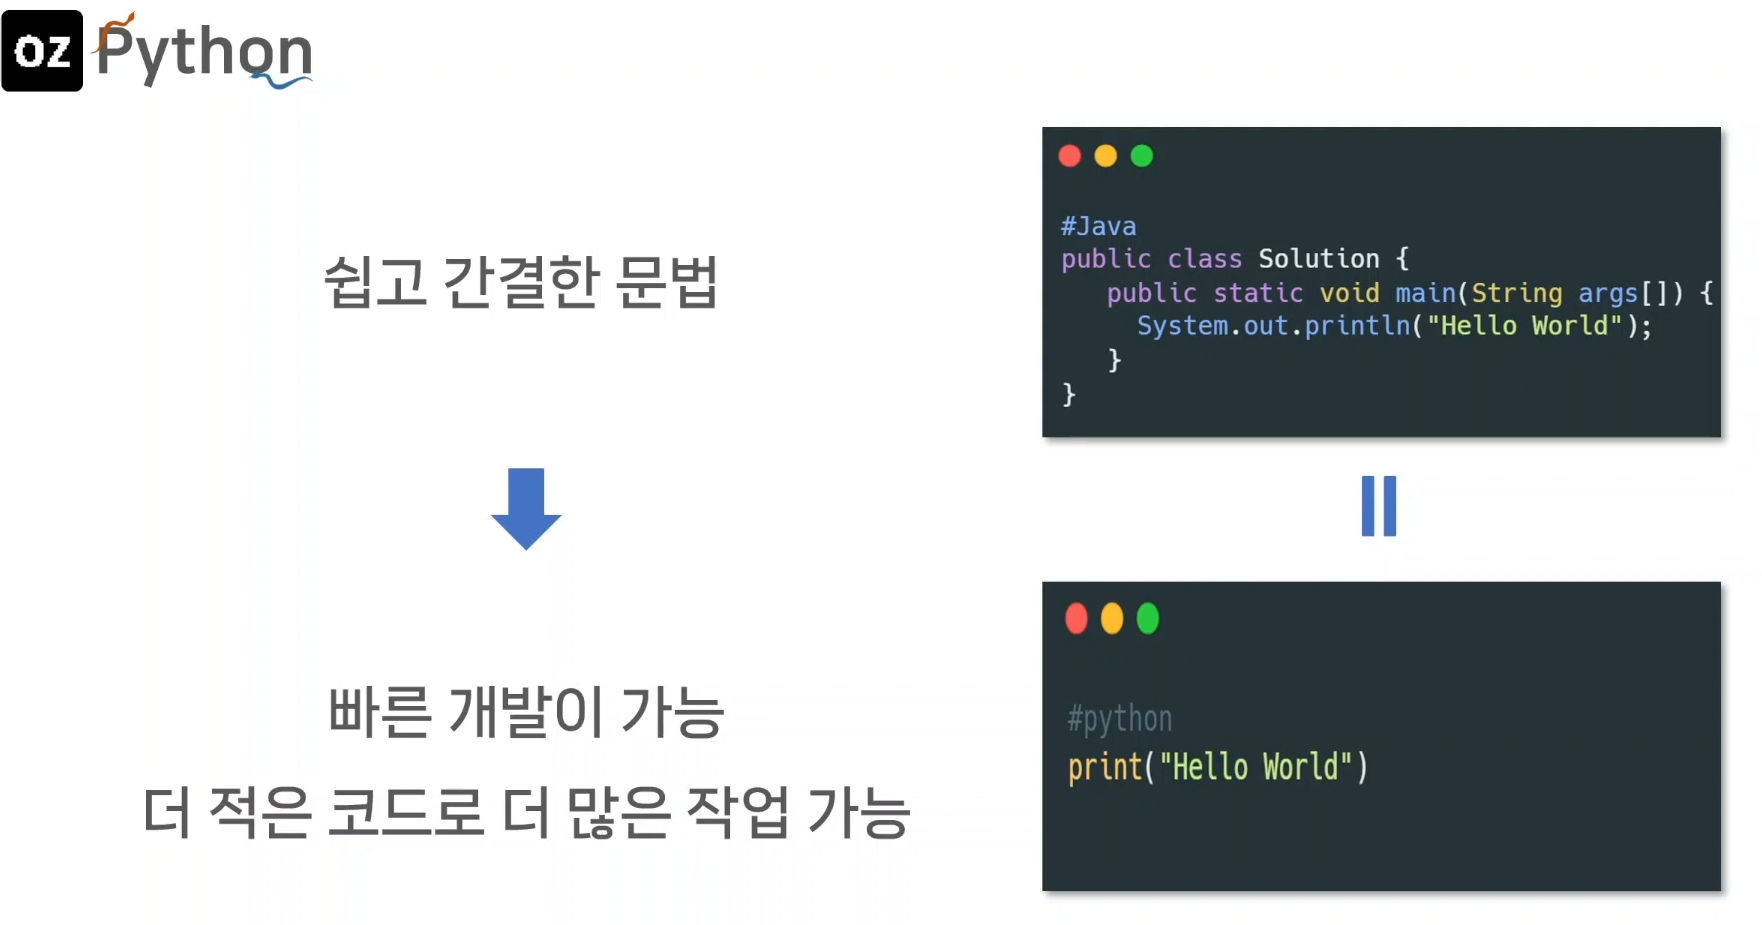 OZ Python
쉽고 간결한 문법
빠른 개발이 가능
더 적은 코드로 더 많은 작업 가능
#Java
public class Solution {
   public static void main(String args[]) {
     System.out.println("Hello World");
   }
}
#python
print("Hello World")